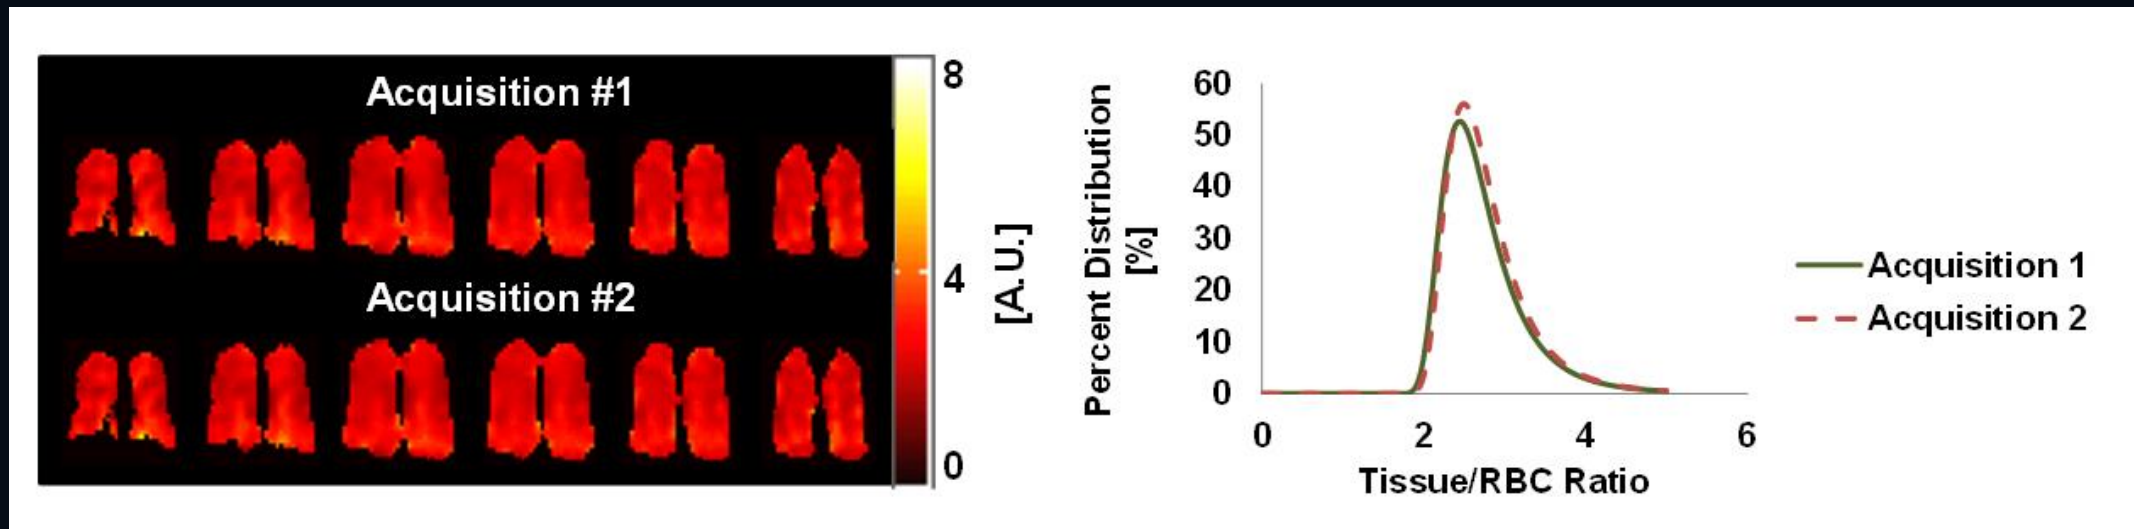 Acquisition #1
Acquisition #2
8
4
0
[A.U.]
Percent Distribution
[%]
60
50
40
30
20
10
0
0 2 4 6
Tissue/RBC Ratio
Acquisition 1
Acquisition 2